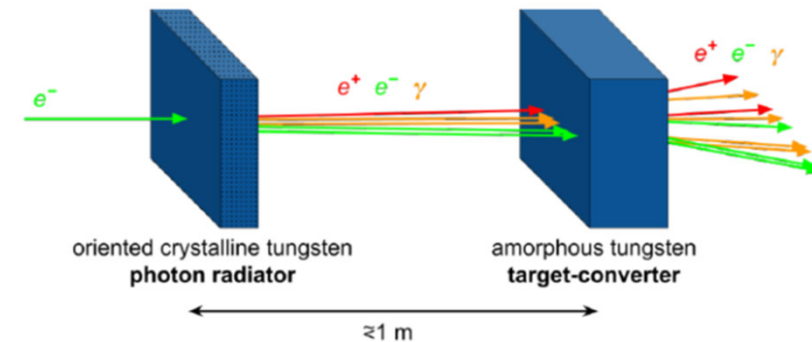 e⁺ e⁻ γ
e⁺ e⁻ γ
e⁻
oriented crystalline tungsten
photon radiator
amorphous tungsten
target-converter
≳1 m